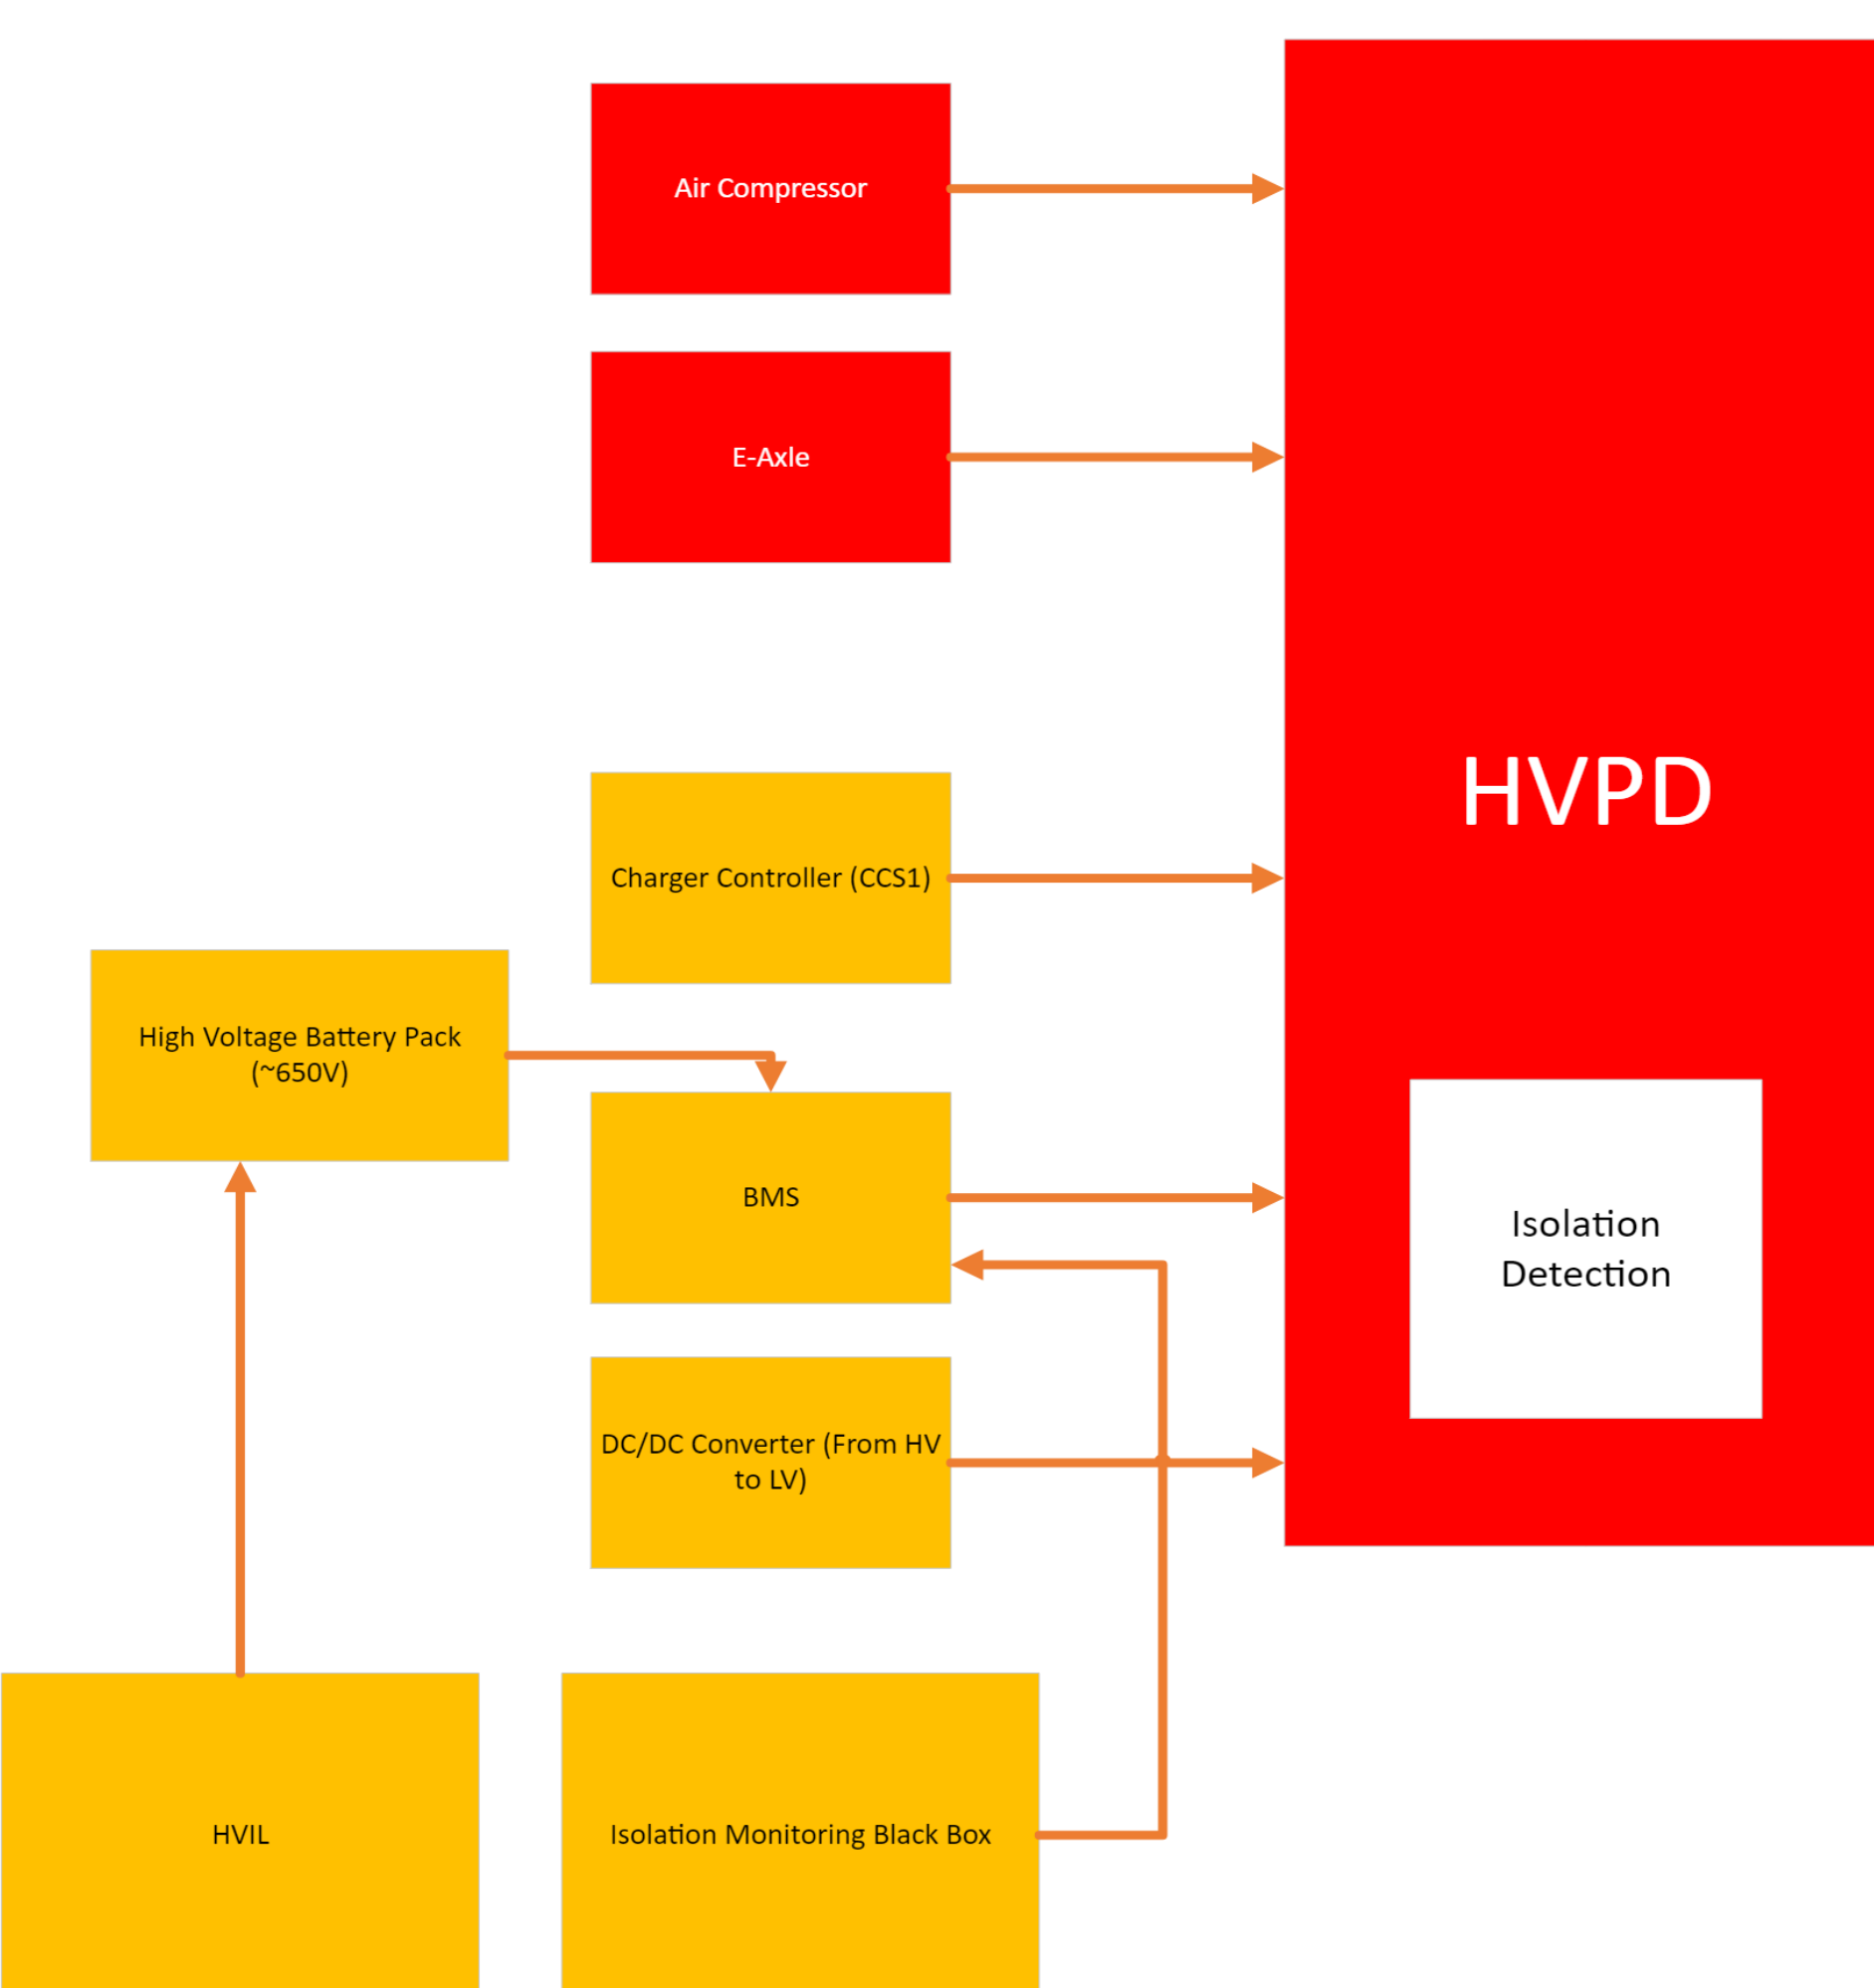 Air Compressor
E-Axle
HVPD
Charger Controller (CCS1)
High Voltage Battery Pack
(~650V)
BMS
Isolation
Detection
DC/DC Converter (From HV
to LV)
HVIL
Isolation Monitoring Black Box